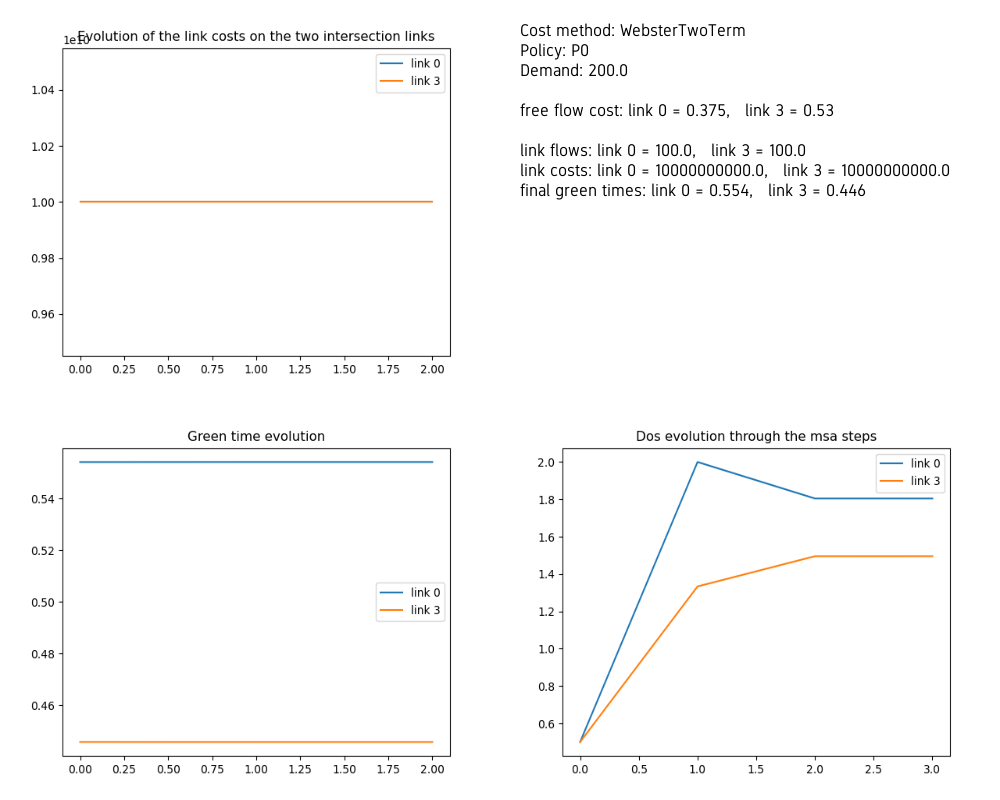 Evolution of the link costs on the two intersection links
1e10
link 0
link 3
1.04
1.02
1.00
0.98
0.96
0.00 0.25 0.50 0.75 1.00 1.25 1.50 1.75 2.00
Cost method: WebsterTwoTerm
Policy: P0
Demand: 200.0
free flow cost: link 0 = 0.375, link 3 = 0.53
link flows: link 0 = 100.0, link 3 = 100.0
link costs: link 0 = 10000000000.0, link 3 = 10000000000.0
final green times: link 0 = 0.554, link 3 = 0.446
Green time evolution
0.54
0.52
0.50
0.48
0.46
link 0
link 3
0.00 0.25 0.50 0.75 1.00 1.25 1.50 1.75 2.00
Dos evolution through the msa steps
link 0
link 3
2.0
1.8
1.6
1.4
1.2
1.0
0.8
0.6
0.0 0.5 1.0 1.5 2.0 2.5 3.0